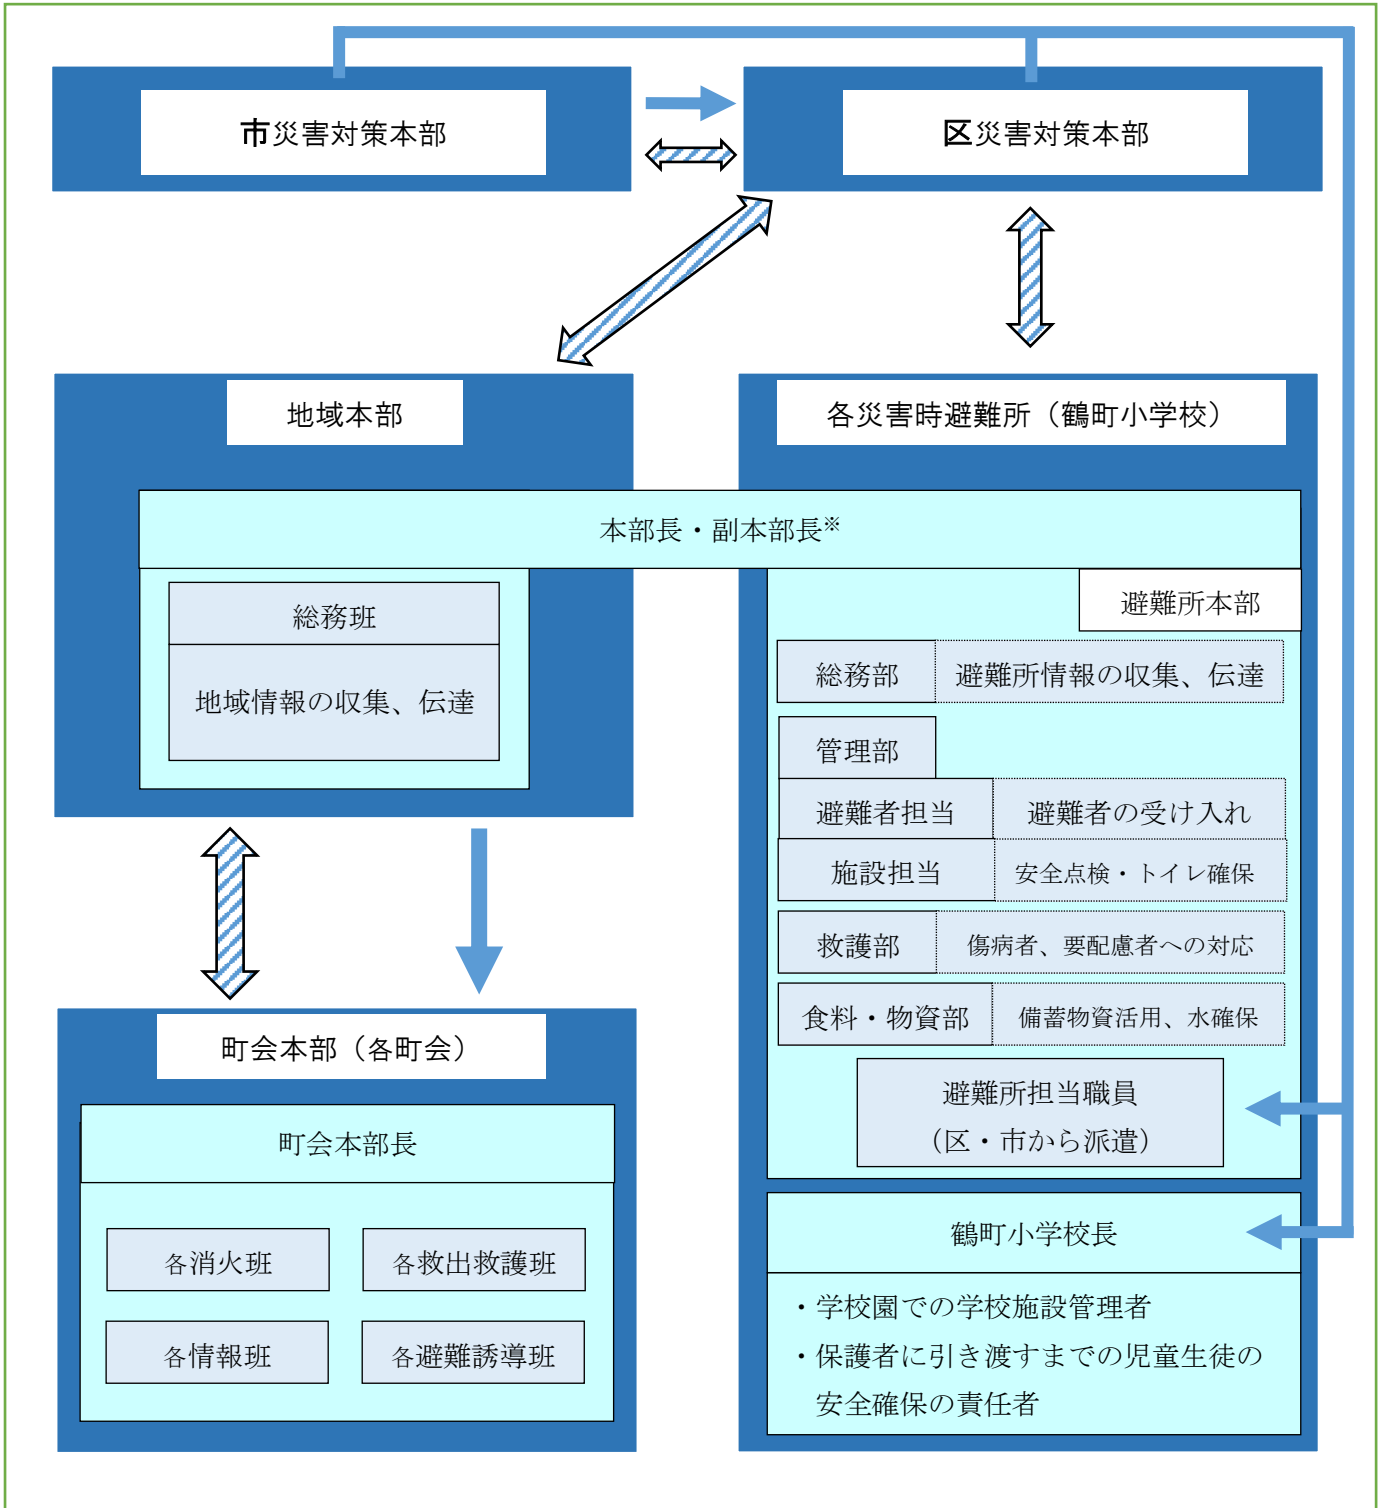 市災害対策本部
区災害対策本部
地域本部
各災害時避難所（鶴町小学校）
本部長・副本部長※
総務班
地域情報の収集、伝達
避難所本部
総務部
避難所情報の収集、伝達
管理部
避難者担当
避難者の受け入れ
施設担当
安全点検・トイレ確保
救護部
傷病者、要配慮者への対応
食料・物資部
備蓄物資活用、水確保
避難所担当職員
（区・市から派遣）
町会本部（各町会）
町会本部長
各消火班
各救出救護班
各情報班
各避難誘導班
鶴町小学校長
・学校園での学校施設管理者
・保護者に引き渡すまでの児童生徒の
安全確保の責任者